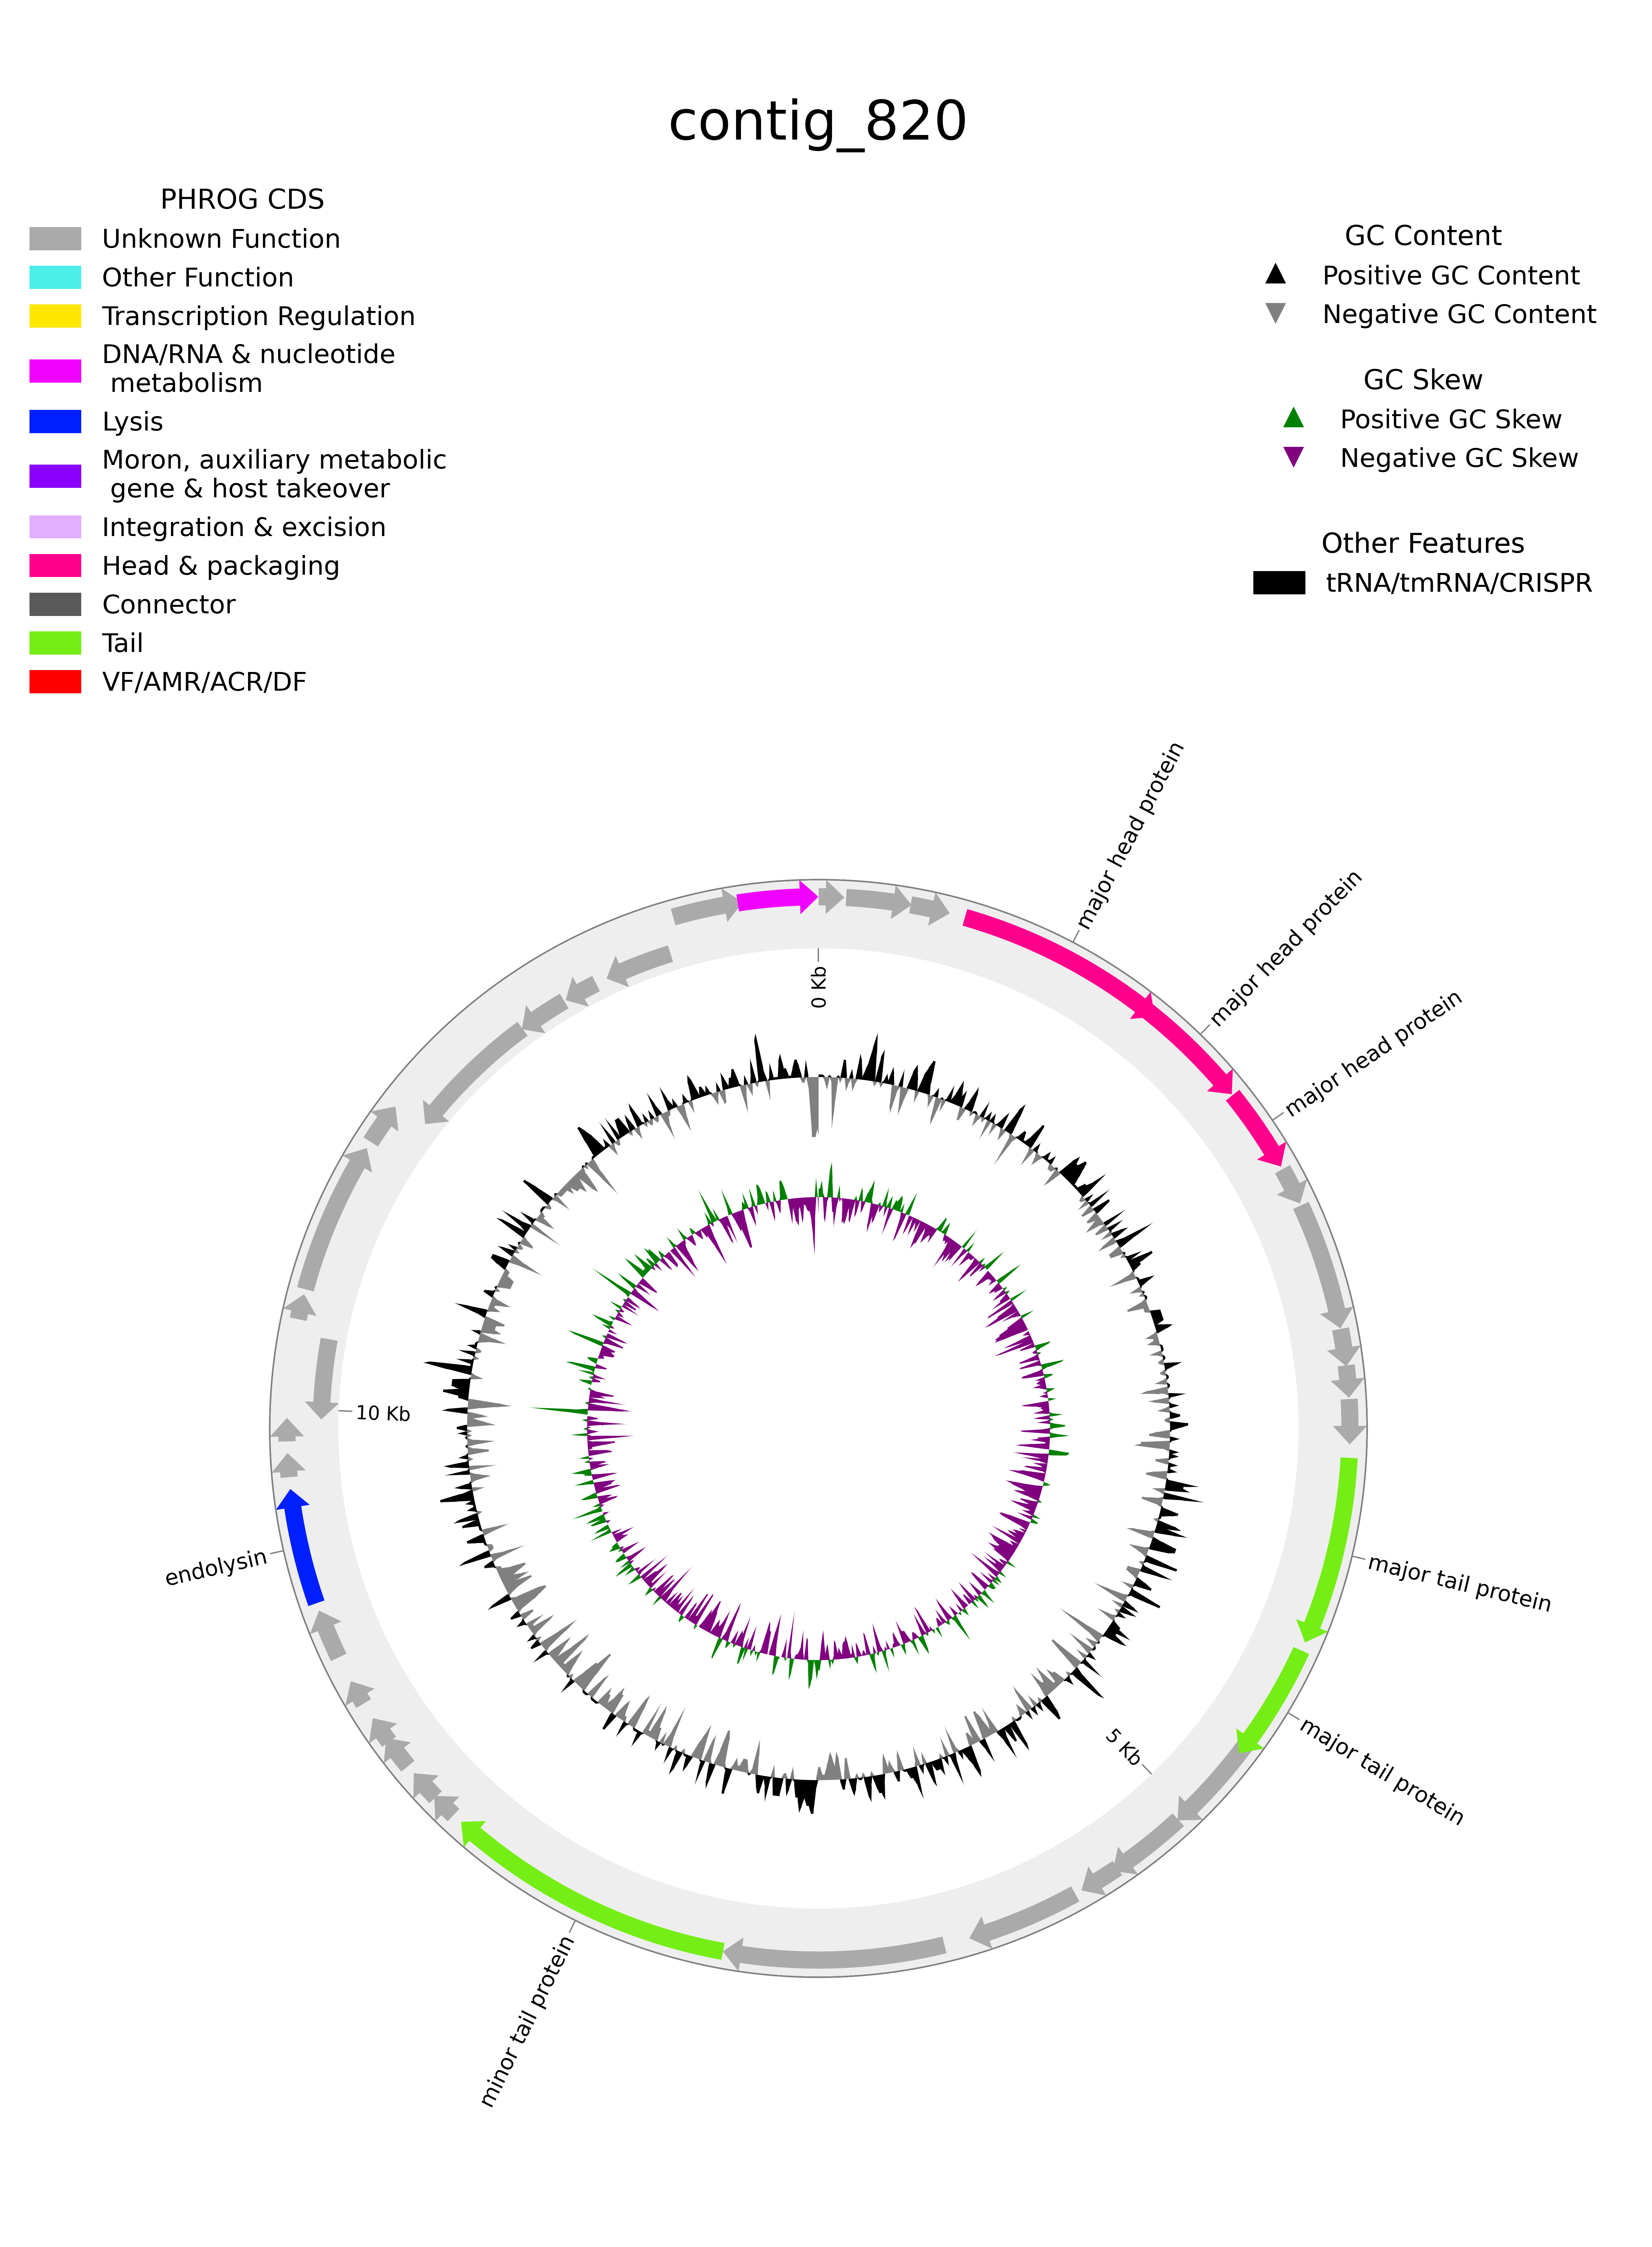 contig_820
PHROG CDS
Unknown Function
Other Function
Transcription Regulation
DNA/RNA & nucleotide
metabolism
Lysis
Moron, auxiliary metabolic
gene & host takeover
Integration & excision
Head & packaging
Connector
Tail
VF/AMR/ACR/DF
GC Content
Positive GC Content
Negative GC Content
GC Skew
Positive GC Skew
Negative GC Skew
Other Features
tRNA/tmRNA/CRISPR
major head protein
major head protein
major head protein
0 Kb
10 Kb
endolysin
major tail protein
major tail protein
5 Kb
minor tail protein